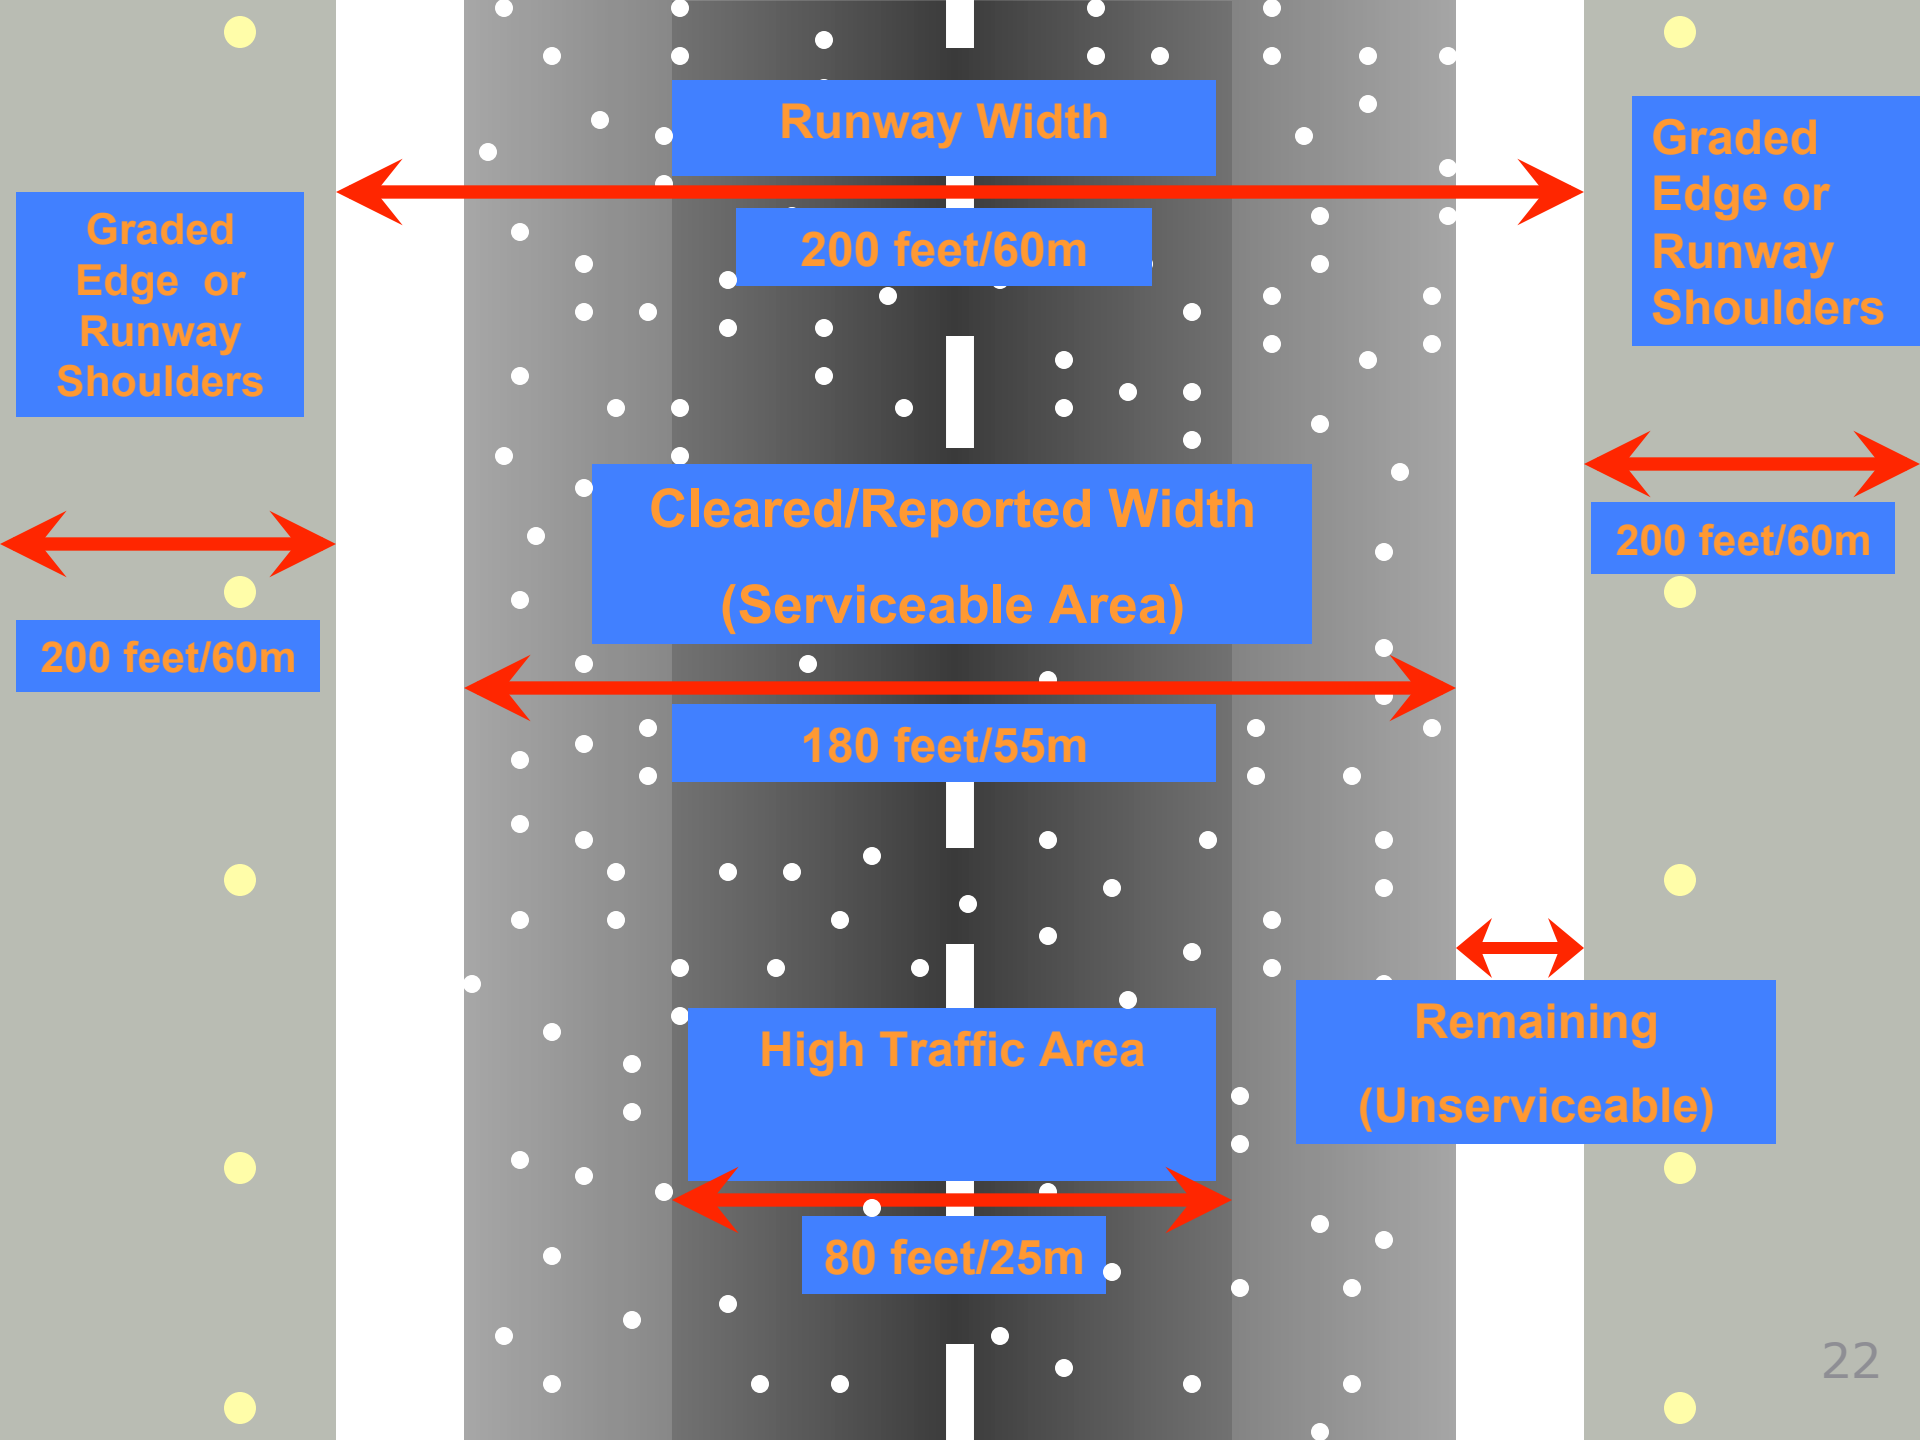 Runway Width
200 feet/60m
Graded
Edge or
Runway
Shoulders
200 feet/60m
Graded
Edge or
Runway
Shoulders
200 feet/60m
Cleared/Reported Width
(Serviceable Area)
180 feet/55m
High Traffic Area
80 feet/25m
Remaining
(Unserviceable)
22